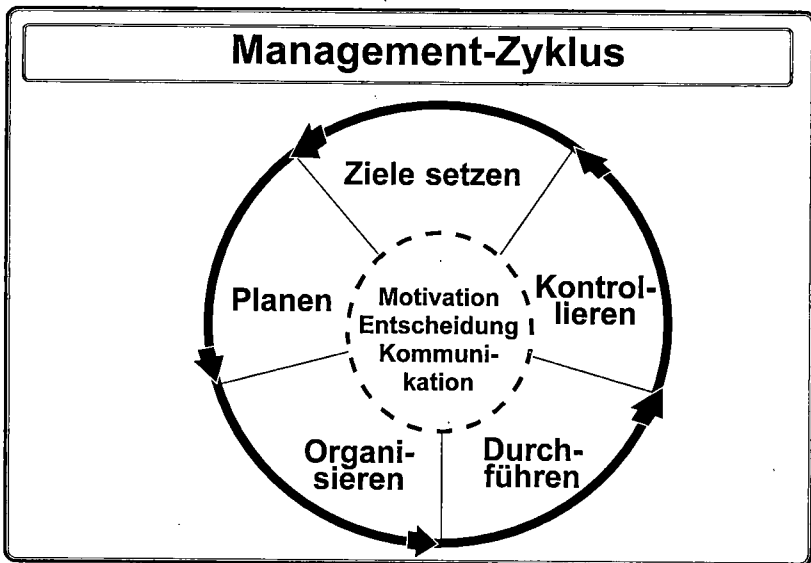 Management-Zyklus
Ziele setzen
Planen
Motivation
Entscheidung
Kommuni-
kation
Kontrol-
lieren
Organi-
sieren
Durch-
führen